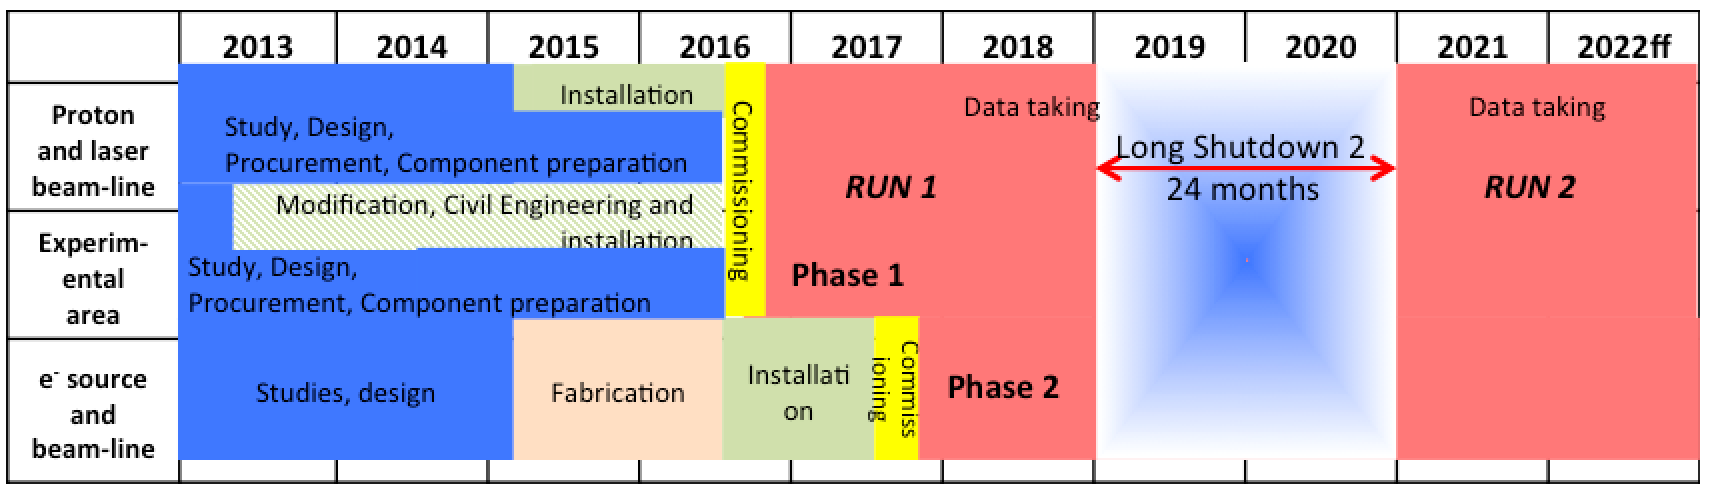 2013 2014 2015 2016 2017 2018 2019 2020 2021 2022ff
Proton
and laser
beam-line
Installation
Study, Design,
Procurement, Component preparation
Commissioning
Data taking
RUN 1
Long Shutdown 2
24 months
Data taking
RUN 2
Experim-
ental
area
Modification, Civil Engineering and
installation
Study, Design,
Procurement, Component preparation
Phase 1
e- source
and
beam-line
Studies, design
Fabrication
Installati
on
Commiss
ioning
Phase 2